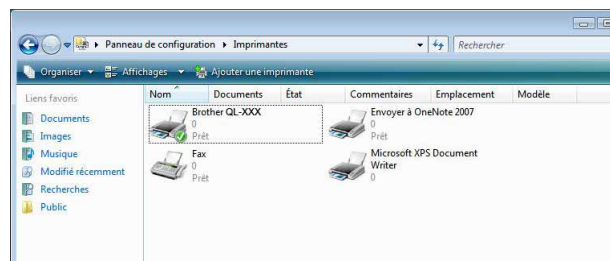 Panneau de configuration Imprimantes
Rechercher
Organiser Affichages Ajouter une imprimante
Liens favoris
Documents
Images
Musique
Modifié récemment
Recherches
Public
Nom Documents État Commentaires Emplacement Modèle
Brother QL-XXX
0
Prêt
Envoyer à OneNote 2007
0
Prêt
Fax
0
Prêt
Microsoft XPS Document
Writer
0